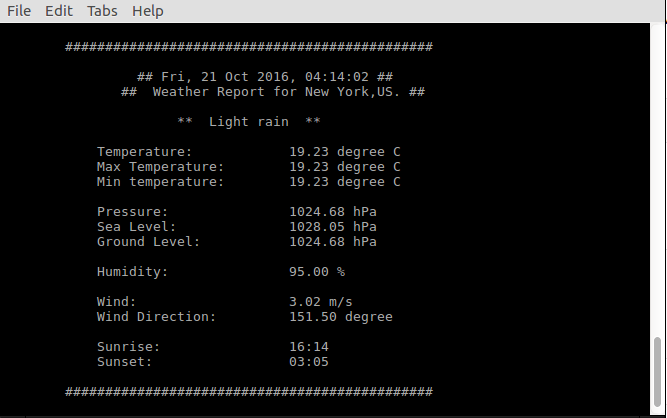 File Edit Tabs Help
##############################################
## Fri, 21 Oct 2016, 04:14:02 ##
##  Weather Report for New York,US. ##
**  Light rain  **
Temperature:            19.23 degree C
Max Temperature:        19.23 degree C
Min temperature:        19.23 degree C
Pressure:               1024.68 hPa
Sea Level:              1028.05 hPa
Ground Level:           1024.68 hPa
Humidity:               95.00 %
Wind:                   3.02 m/s
Wind Direction:         151.50 degree
Sunrise:                16:14
Sunset:                 03:05
##############################################